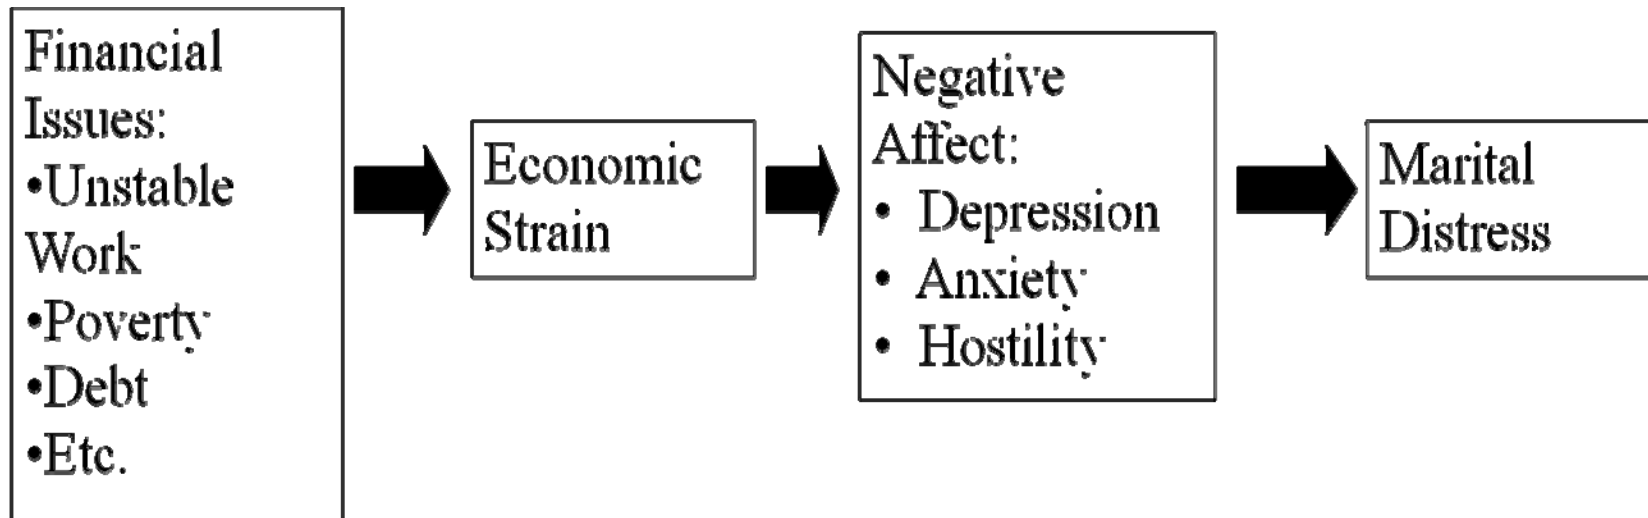 Financial
Issues:
•Unstable
Work
•Poverty
•Debt
•Etc.
Economic
Strain
Negative
Affect:
• Depression
• Anxiety
• Hostility
Marital
Distress